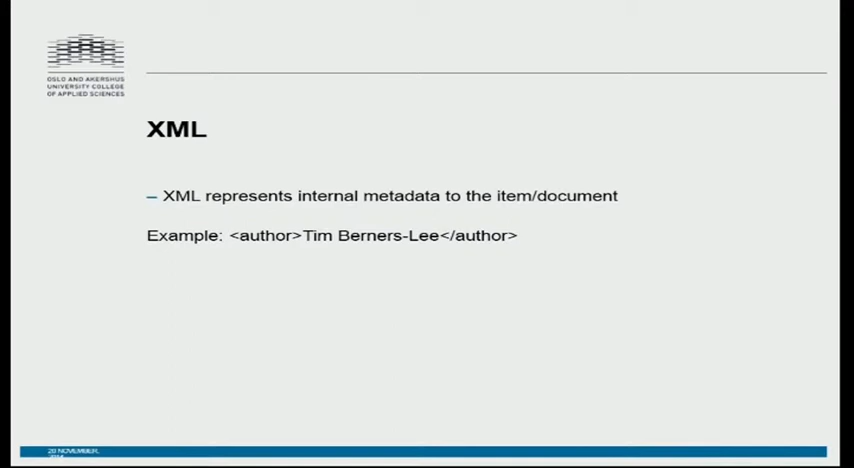 OSLO AND AKERSHUS
UNIVERSITY COLLEGE
OF APPLIED SCIENCES
XML
– XML represents internal metadata to the item/document
Example: <author>Tim Berners-Lee</author>
20 NOVEMBER,